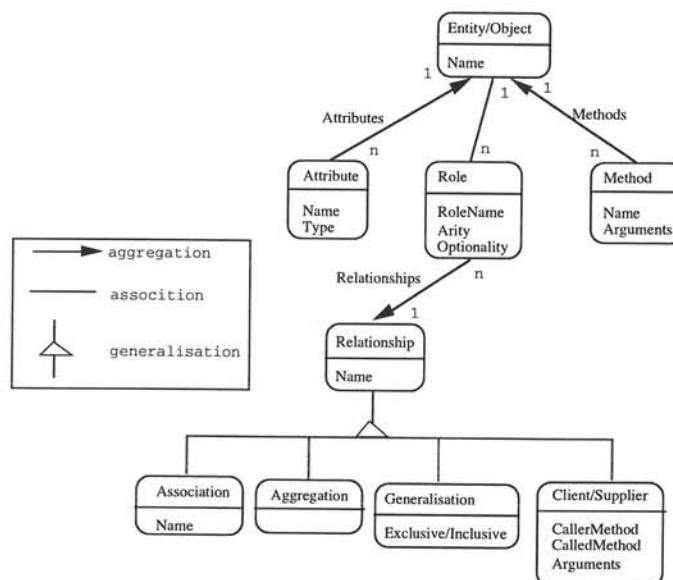 Entity/Object
Name
1
1
1
Attributes
Methods
n
n
n
Attribute
Name
Type
Role
RoleName
Arity
Optionality
Method
Name
Arguments
aggregation
assocition
generalisation
Relationships
n
1
Relationship
Name
Association
Name
Aggregation
Generalisation
Exclusive/Inclusive
Client/Supplier
CallerMethod
CalledMethod
Arguments